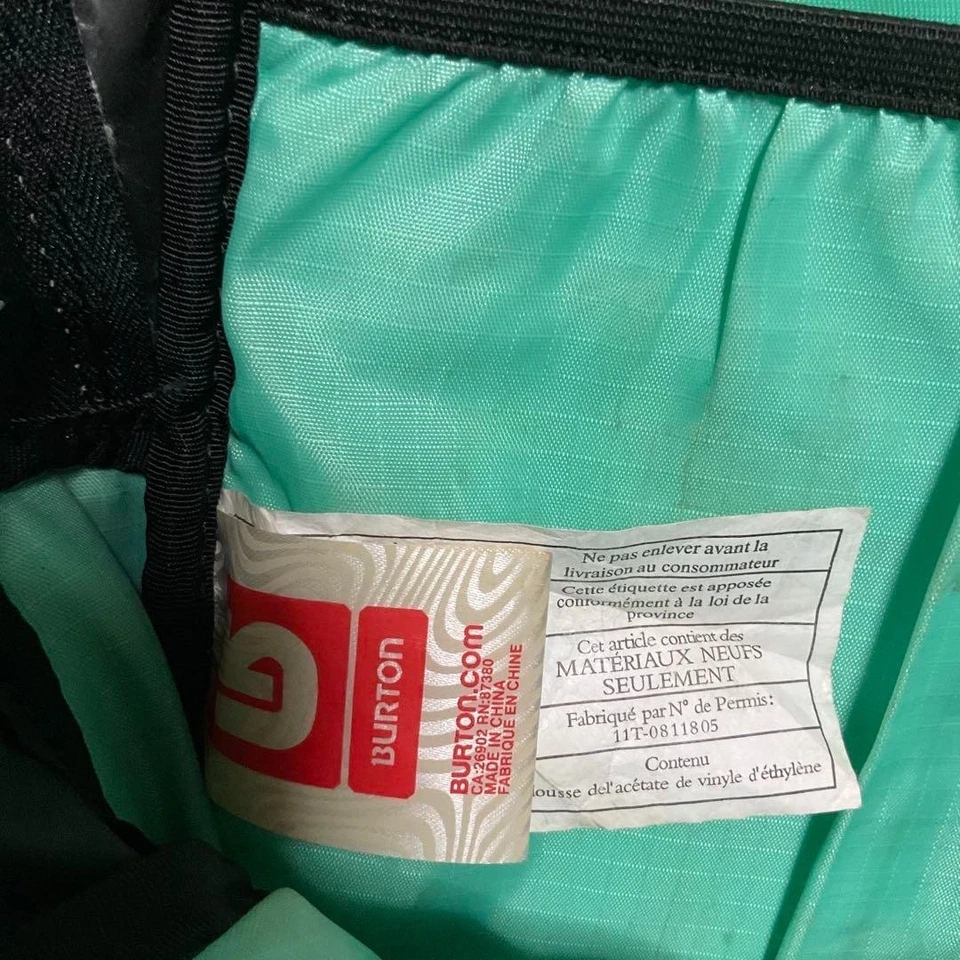 Ne pas enlever avant la
livraison au consommateur
Cette étiquette est apposée
conformément à la loi de la
province
Cet article contient des
MATÉRIAUX NEUFS
SEULEMENT
Fabriqué par N° de Permis:
11T-0811805
Contenu
del'acétate de vinyle d'éthylène
BURTON
BURTON.COM
CA:26902 RN:87380
MADE IN CHINA
FABRIQUE EN CHINE